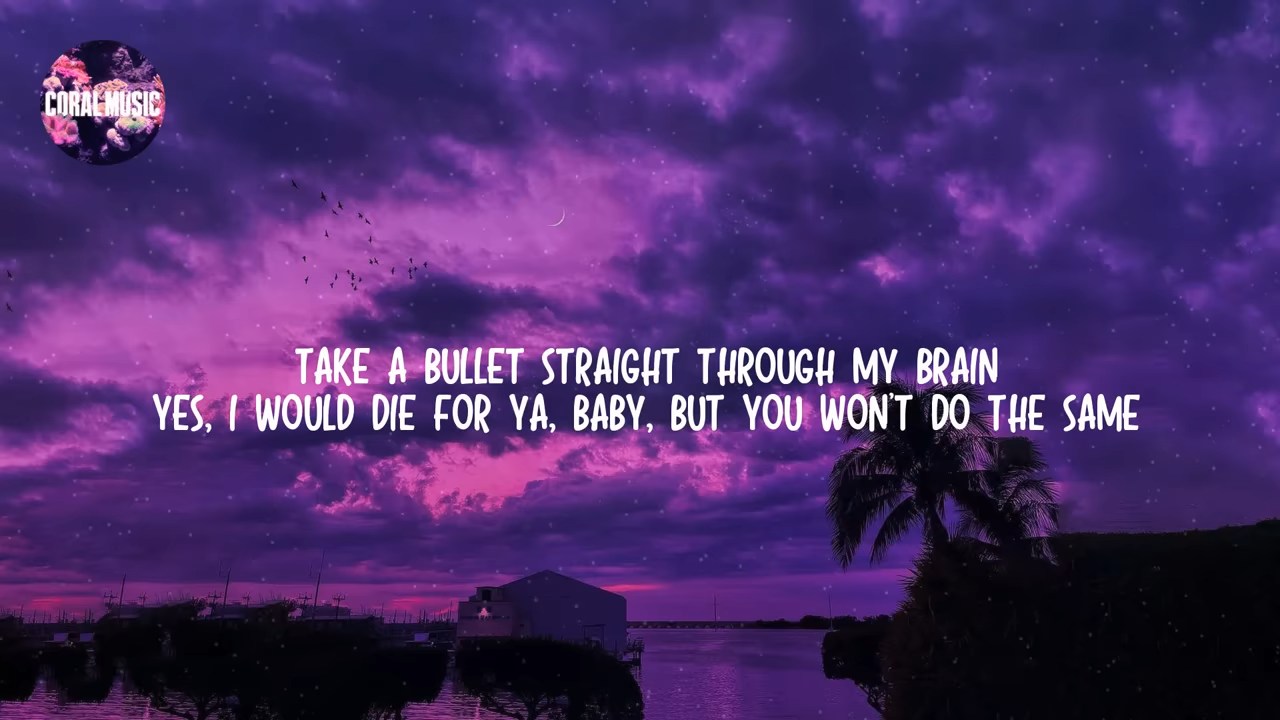 CORAL MUSIC
TAKE A BULLET STRAIGHT THROUGH MY BRAIN
YES, I WOULD DIE FOR YA, BABY, BUT YOU WON'T DO THE SAME